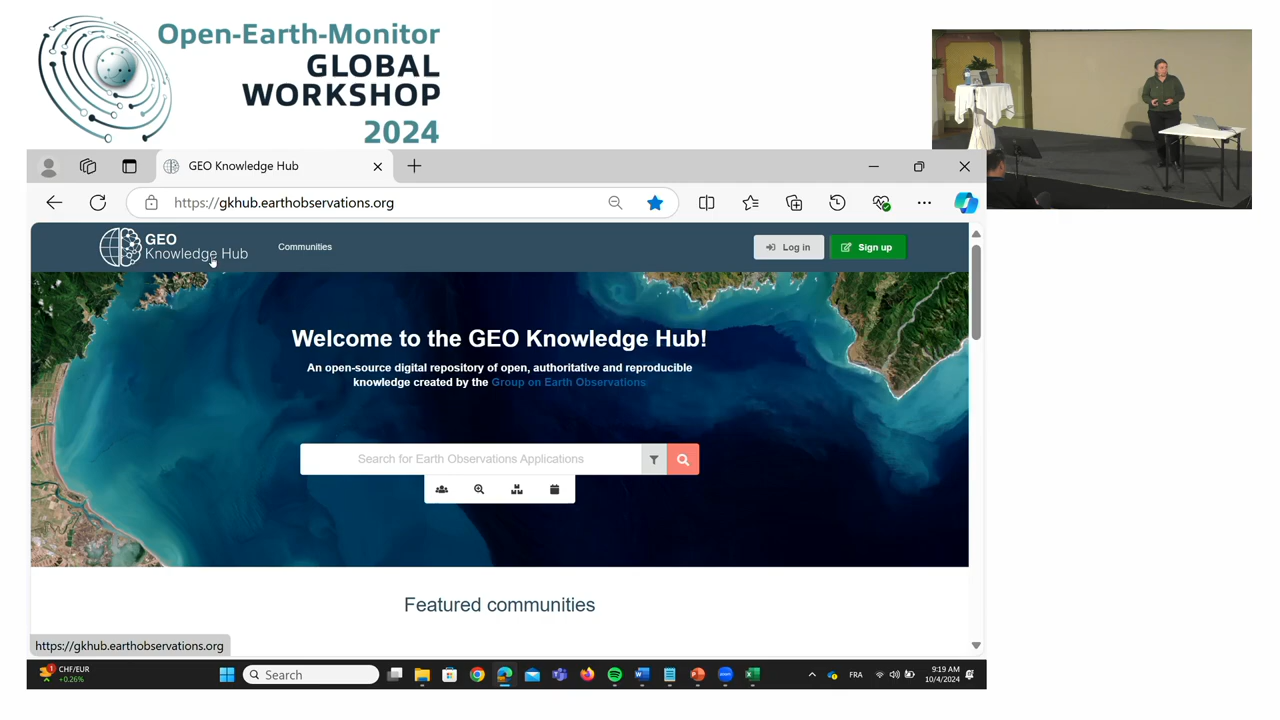 Open-Earth-Monitor
GLOBAL
WORKSHOP
2024
GEO Knowledge Hub
https://gkhub.earthobservations.org
GEO
Knowledge Hub
Communities
Log in
Sign up
Welcome to the GEO Knowledge Hub!
An open-source digital repository of open, authoritative and reproducible
knowledge created by the Group on Earth Observations
Search for Earth Observations Applications
Featured communities
https://gkhub.earthobservations.org
1
CHF/EUR
+0.26%
Search
FRA
9:19 AM
10/4/2024